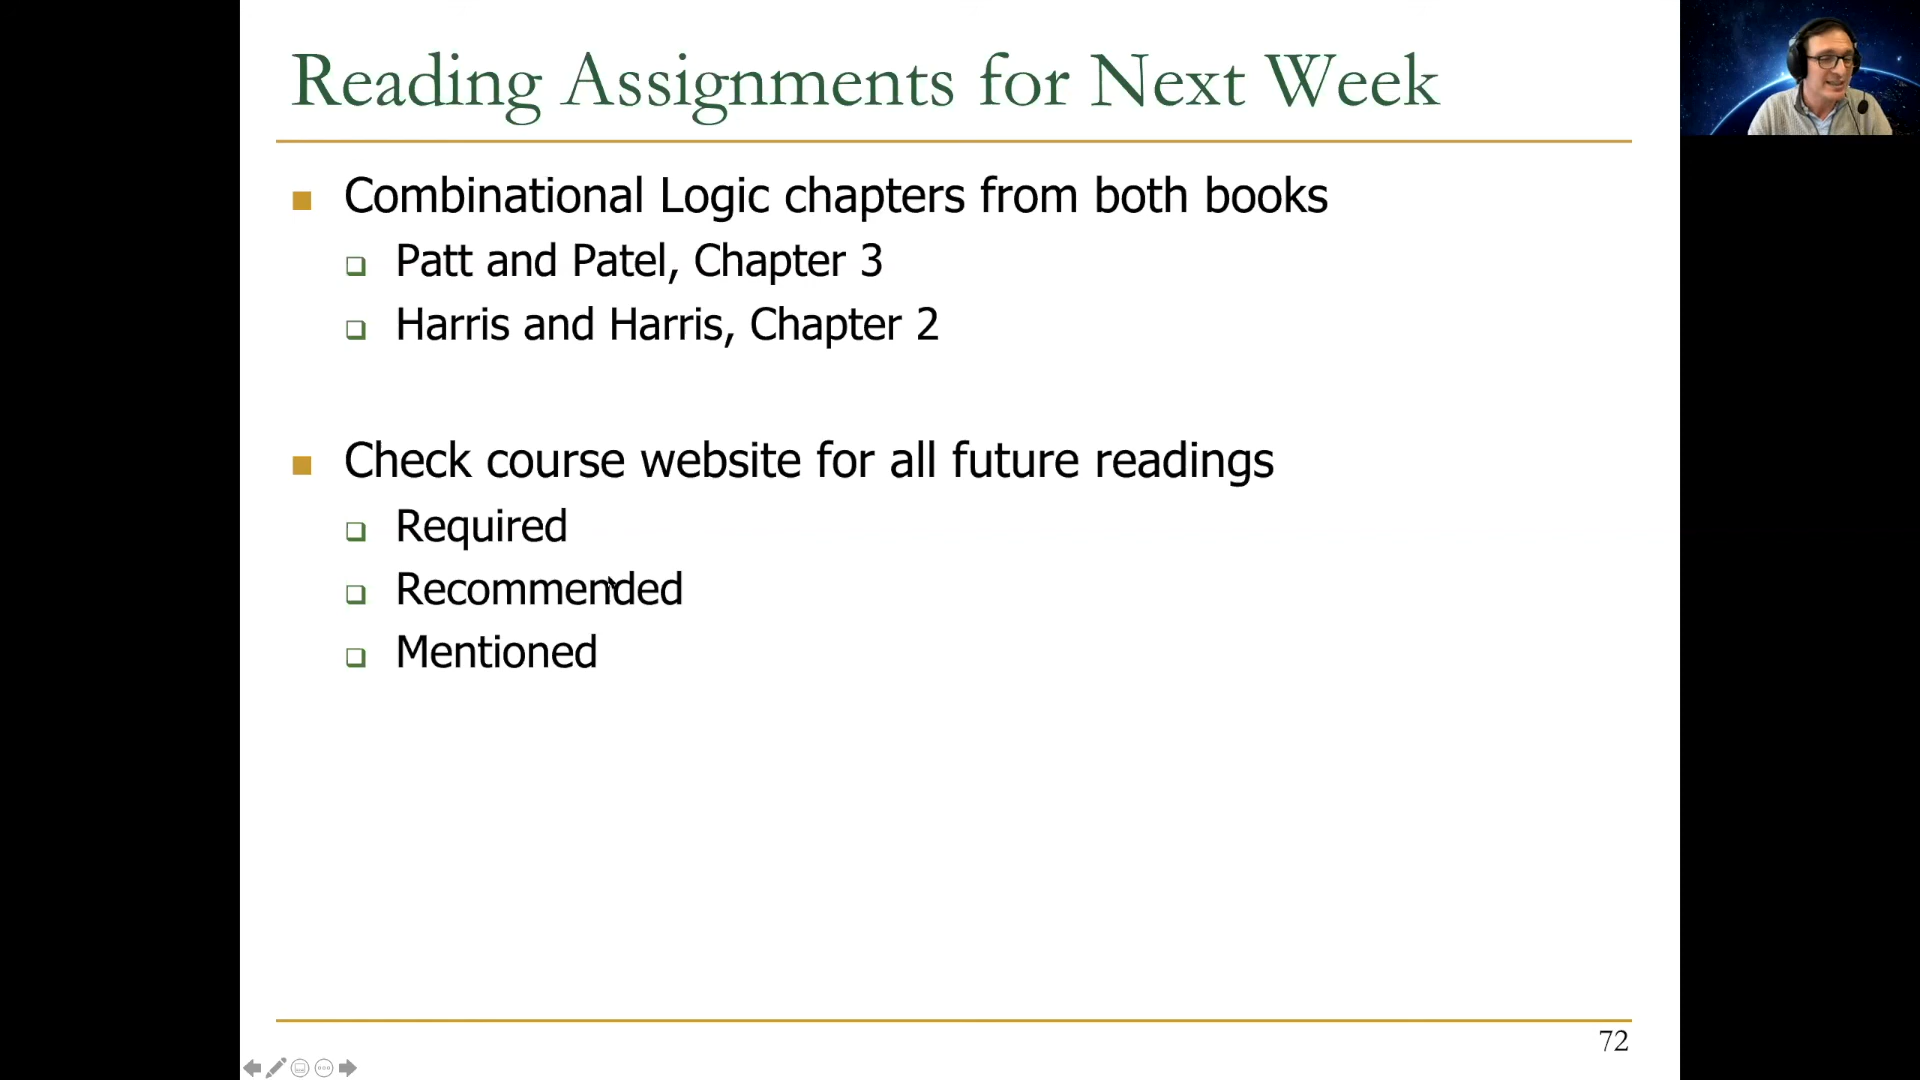 Reading Assignments for Next Week
Combinational Logic chapters from both books
Patt and Patel, Chapter 3
Harris and Harris, Chapter 2
Check course website for all future readings
Required
Recommended
Mentioned
72